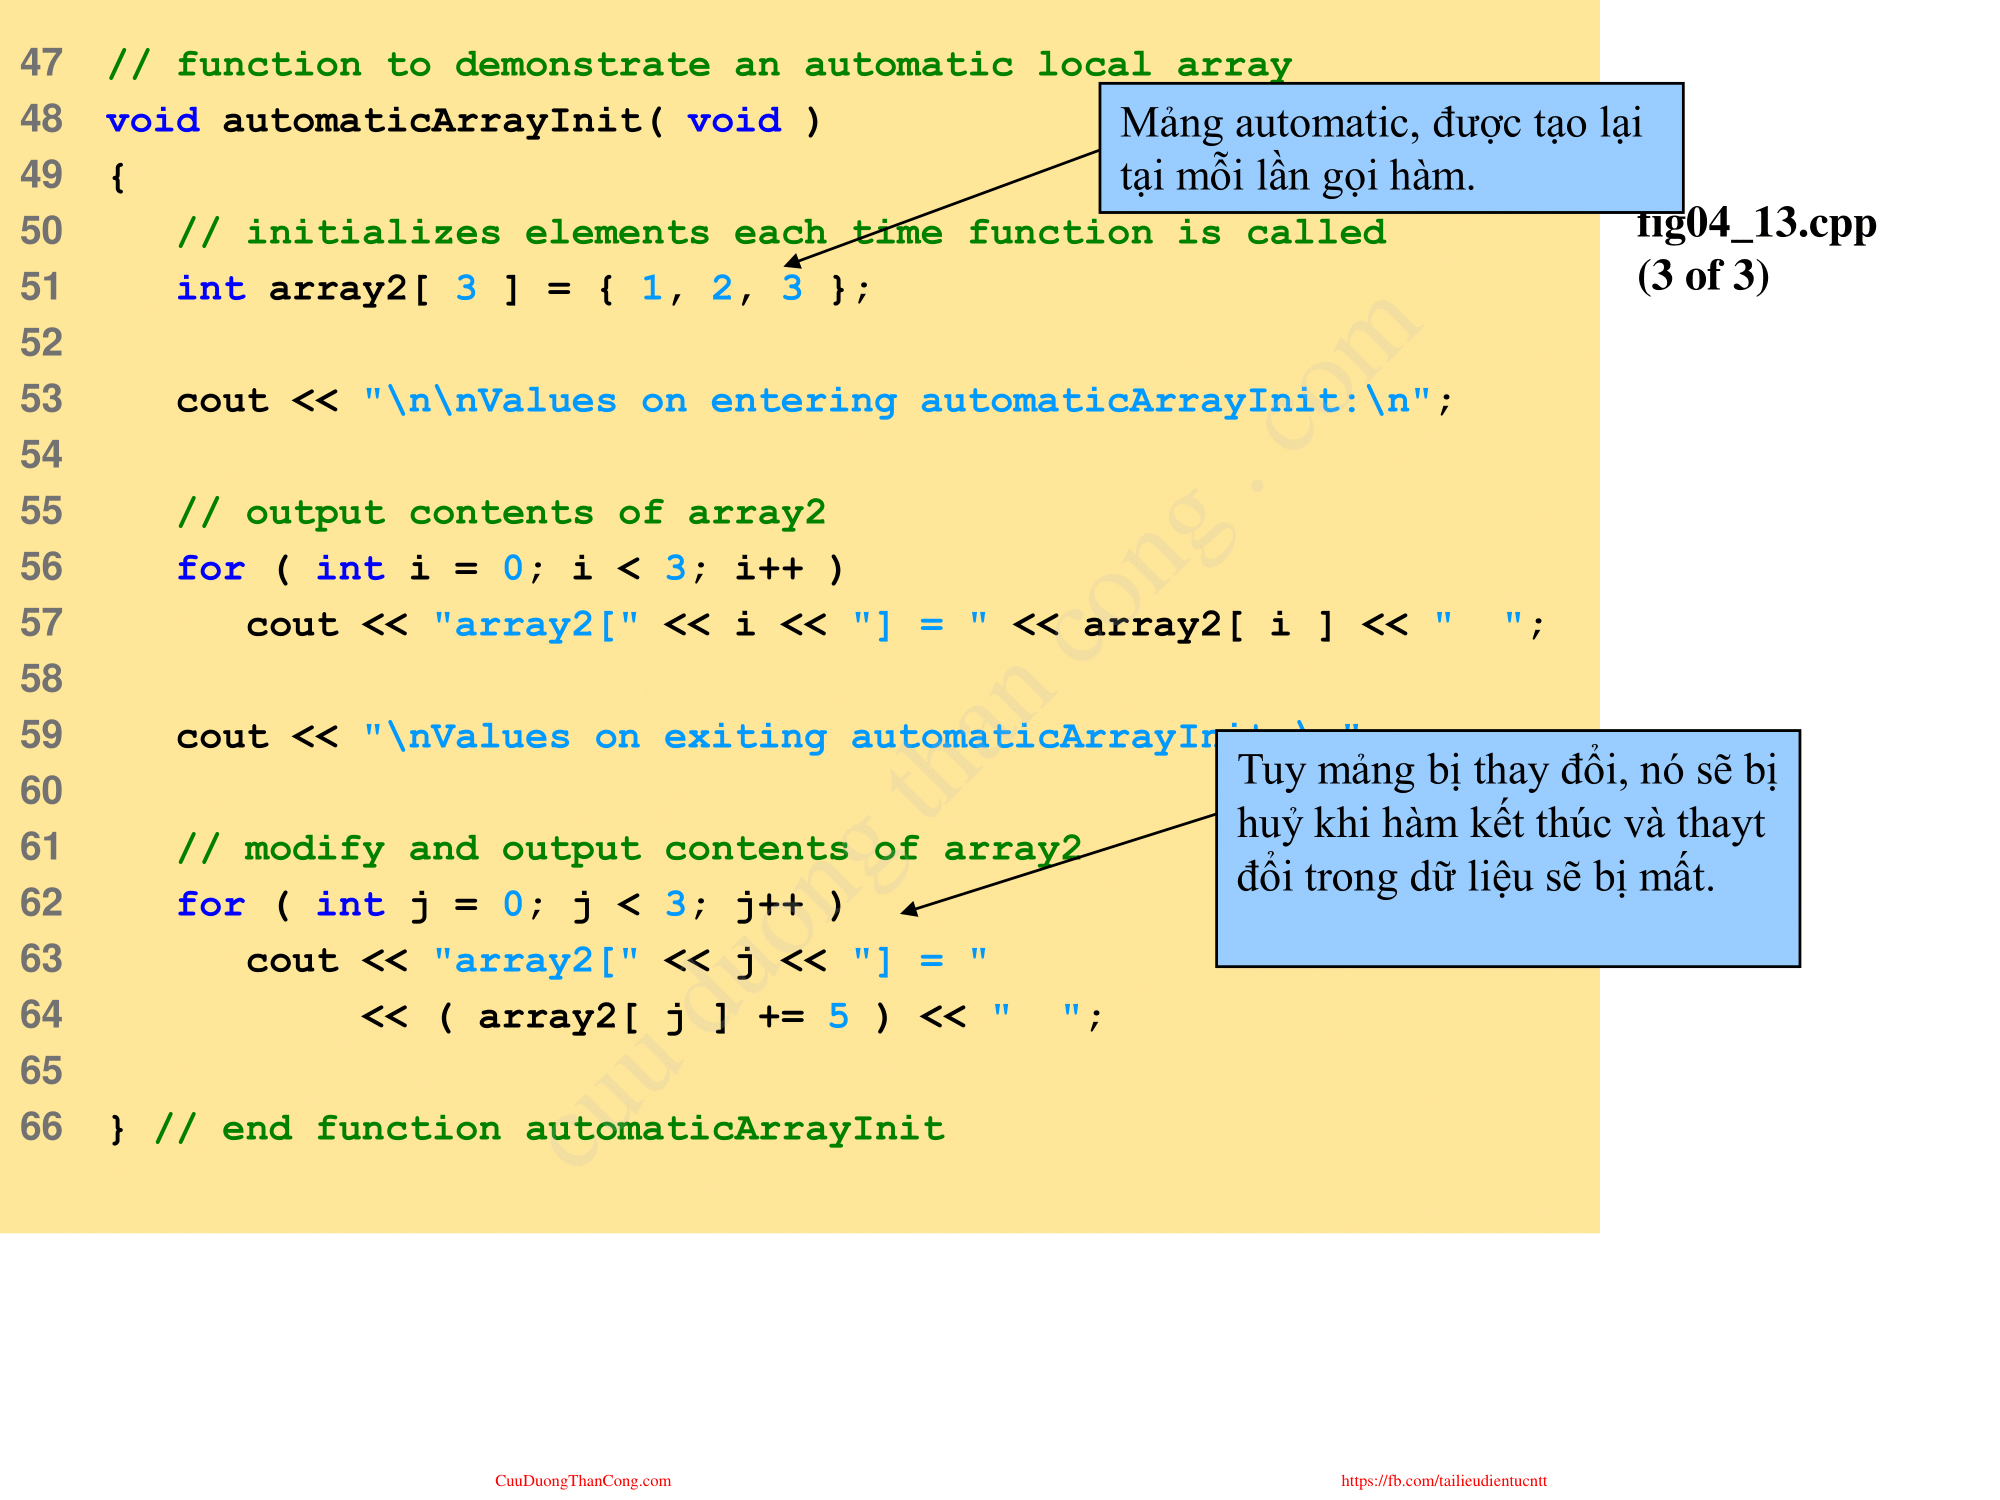 47 // function to demonstrate an automatic local array
48 void automaticArrayInit( void )
49 {
50 // initializes elements each time function is called
51 int array2[ 3 ] = { 1, 2, 3 };
52
53 cout << "\n\nValues on entering automaticArrayInit:\n";
54
55 // output contents of array2
56 for ( int i = 0; i < 3; i++ )
57 cout << "array2[" << i << "] = " << array2[ i ] << "  ";
58
59 cout << "\nValues on exiting automaticArrayInit
60
61 // modify and output contents of array2
62 for ( int j = 0; j < 3; j++ )
63 cout << "array2[" << j << "] = "
64 << ( array2[ j ] += 5 ) << "  ";
65
66 } // end function automaticArrayInit
Mảng automatic, được tạo lại
tại mỗi lần gọi hàm.
fig04_13.cpp
(3 of 3)
Tuy mảng bị thay đổi, nó sẽ bị
huỷ khi hàm kết thúc và thayt
đổi trong dữ liệu sẽ bị mất.
cuu duong than cong . com
CuuDuongThanCong.com
https://fb.com/tailieudientucntt